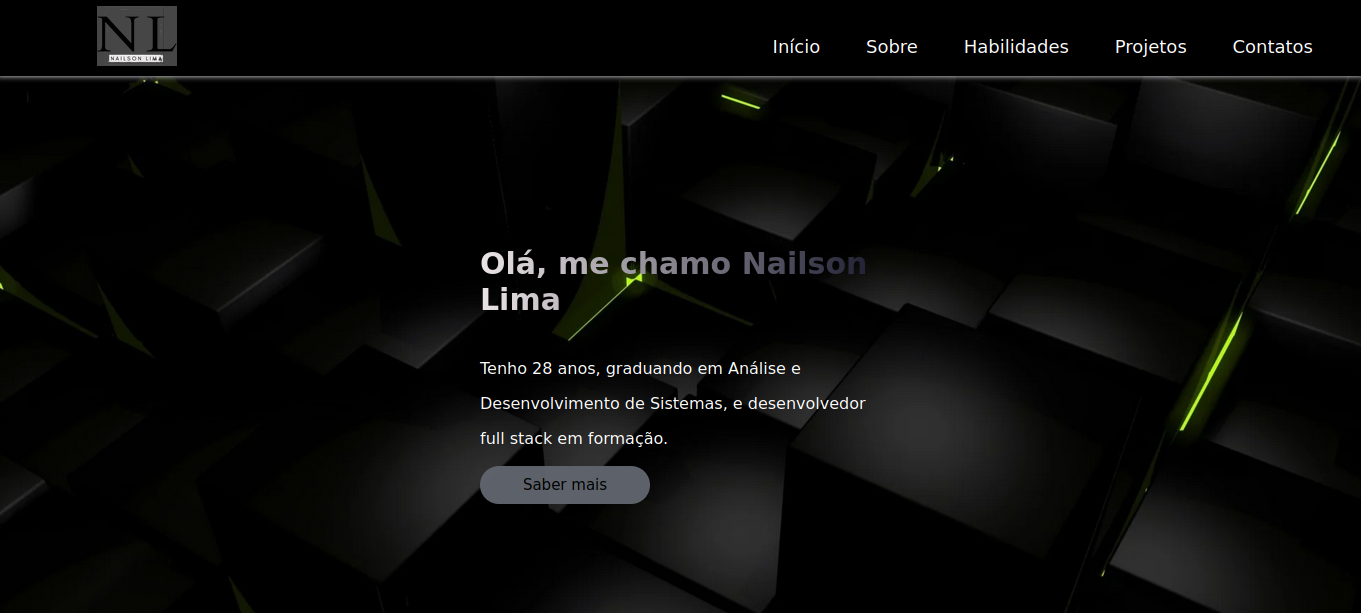 NL
NAILSON LIMA
Início Sobre Habilidades Projetos Contatos
Olá, me chamo Nailson
Lima
Tenho 28 anos, graduando em Análise e
Desenvolvimento de Sistemas, e desenvolvedor
full stack em formação.
Saber mais